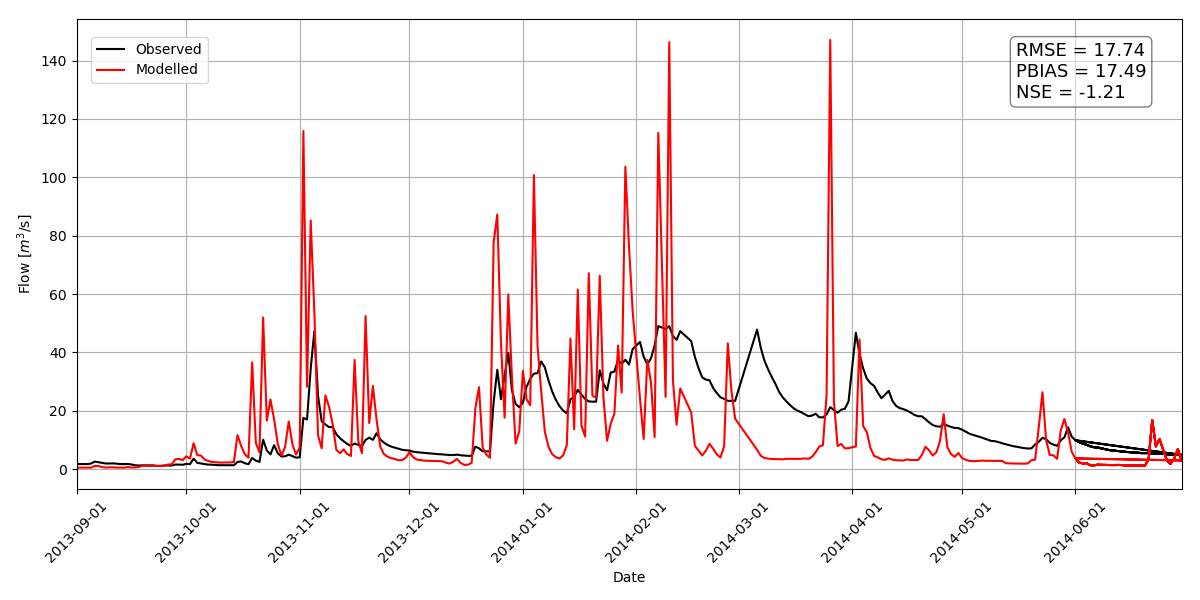 Observed
Modelled
RMSE = 17.74
PBIAS = 17.49
NSE = -1.21
Flow [$m^3$/s]
140
120
100
80
60
40
20
0
2013-09-01
2013-10-01
2013-11-01
2013-12-01
2014-01-01
2014-02-01
2014-03-01
2014-04-01
2014-05-01
2014-06-01
Date